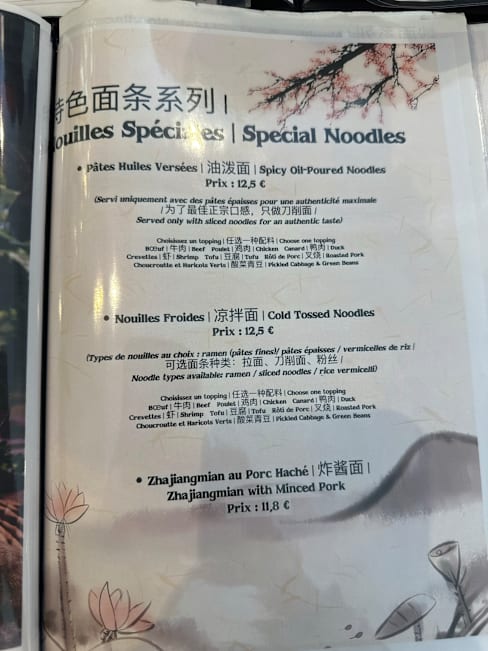 特色面条系列 |
Nouilles Spéciales | Special Noodles
• Pâtes Huiles Versées | 油泼面 | Spicy Oil-Poured Noodles
Prix : 12,5 €
(Servi uniquement avec des pâtes épaisses pour une authenticité maximale
/ 为了最佳正宗口感，只做刀削面 /
Served only with sliced noodles for an authentic taste)
Choisissez un topping | 任选一种配料 | Choose one topping
BŒuf | 牛肉 | Beef Poulet | 鸡肉 | Chicken Canard | 鸭肉 | Duck
Crevettes | 虾 | Shrimp Tofu | 豆腐 | Tofu Rôti de Porc | 叉烧 | Roasted Pork
Choucroutte et Haricots Verts | 酸菜青豆 | Pickled Cabbage & Green Beans
• Nouilles Froides | 凉拌面 | Cold Tossed Noodles
Prix : 12,5 €
(Types de nouilles au choix : ramen (pâtes fines)/ pâtes épaisses / vermicelles de riz |
可选面条种类：拉面、刀削面、粉丝 /
Noodle types available: ramen / sliced noodles / rice vermicelli)
Choisissez un topping | 任选一种配料 | Choose one topping
BŒuf | 牛肉 | Beef Poulet | 鸡肉 | Chicken Canard | 鸭肉 | Duck
Crevettes | 虾 | Shrimp Tofu | 豆腐 | Tofu Rôti de Porc | 叉烧 | Roasted Pork
Choucroutte et Haricots Verts | 酸菜青豆 | Pickled Cabbage & Green Beans
• Zhajiangmian au Porc Haché | 炸酱面 |
Zhajiangmian with Minced Pork
Prix : 11,8 €